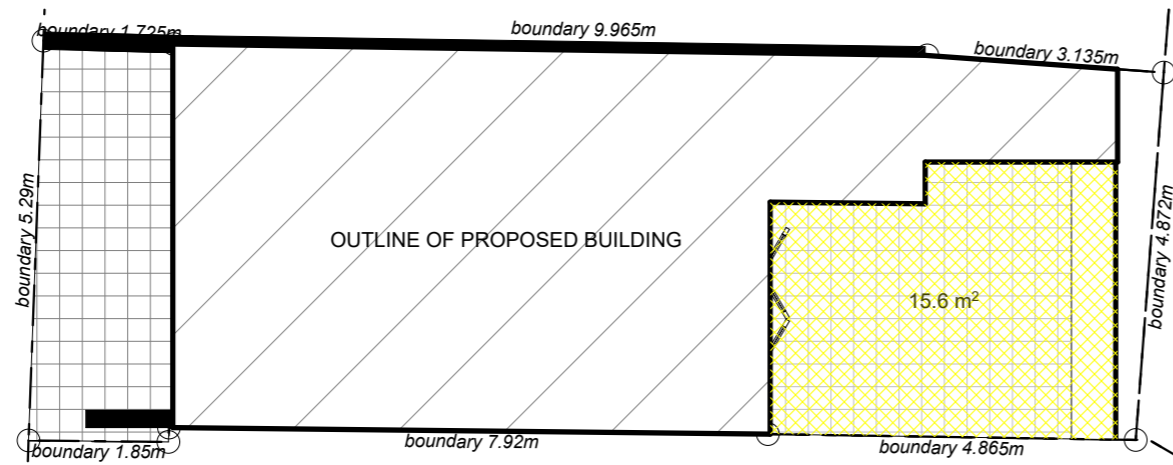 boundary 1.725m
boundary 9.965m
boundary 3.135m
boundary 5.29m
OUTLINE OF PROPOSED BUILDING
15.6 m²
boundary 4.872m
boundary 1.85m
boundary 7.92m
boundary 4.865m